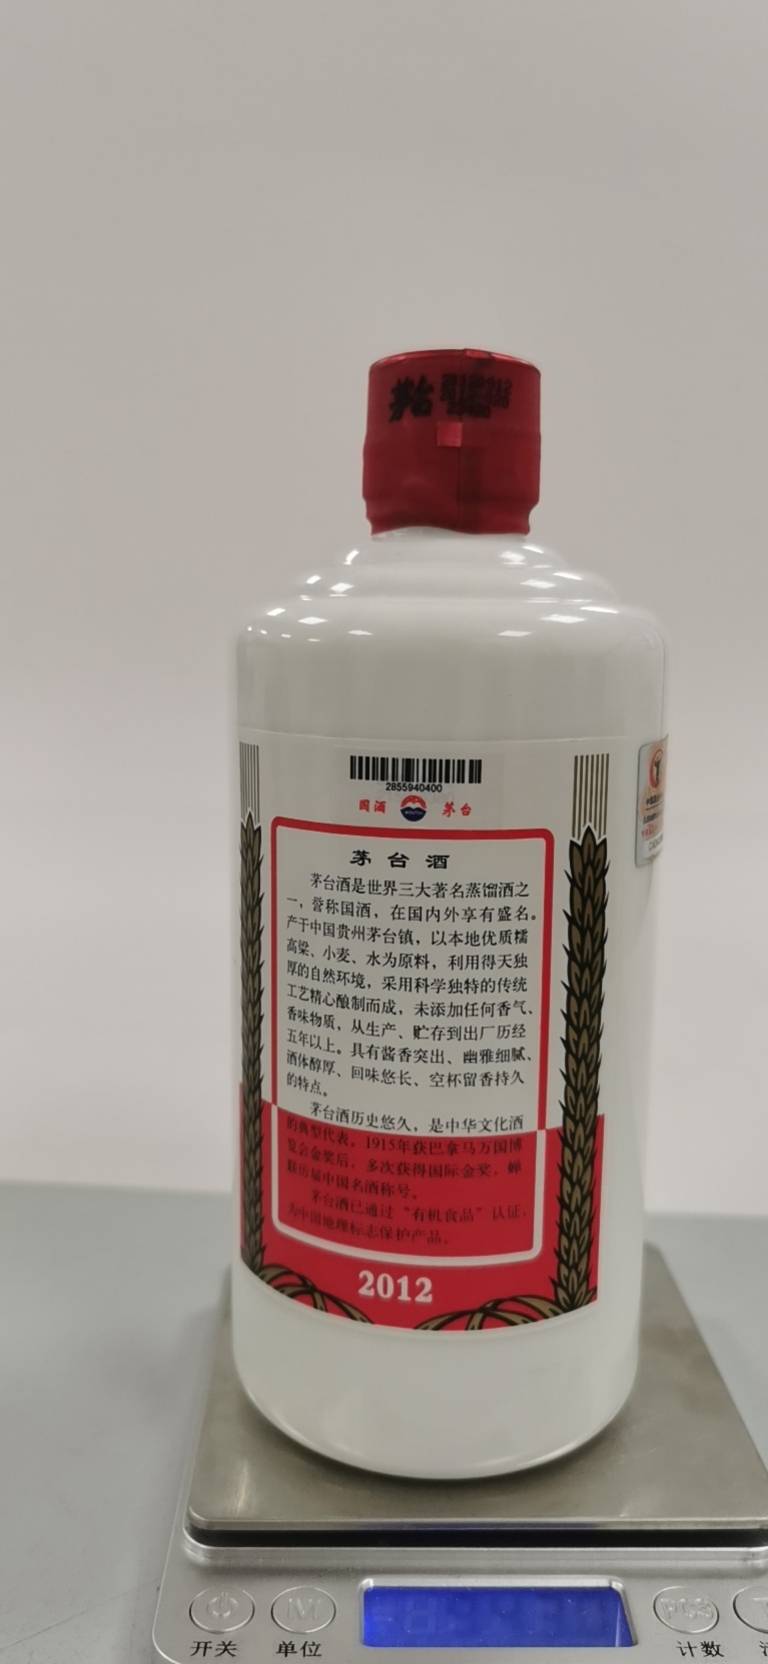 茅台
2855940400
国酒 茅台
茅台酒
茅台酒是世界三大著名蒸馏酒之
一，誉称国酒，在国内外享有盛名。
产于中国贵州茅台镇，以本地优质糯
高粱、小麦、水为原料，利用得天独
厚的自然环境，采用科学独特的传统
工艺精心酿制而成，未添加任何香气、
香味物质，从生产、贮存到出厂历经
五年以上。具有酱香突出、幽雅细腻、
酒体醇厚、回味悠长、空杯留香持久
的特点。
茅台酒历史悠久，是中华文化酒
的典型代表。1915年获巴拿马万国博
览会金奖后，多次获得国际金奖，蝉
联历届中国名酒称号。
茅台酒已通过“有机食品”认证，
为中国地理标志保护产品。
2012
M
PCS
开关 单位 计数